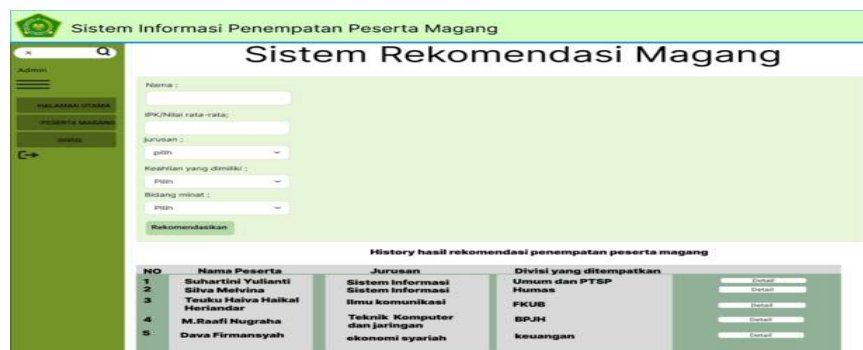 Sistem Informasi Penempatan Peserta Magang
Sistem Rekomendasi Magang
Admin
HALAMAN UTAMA
PESERTA MAGANG
DIVISI
Nama :
IPK/Nilai rata-rata;
jurusan ;
pilih
Keahlian yang dimiliki ;
Pilih
Bidang minat ;
Pilih
Rekomendasikan
History hasil rekomendasi penempatan peserta magang
NO Nama Peserta Jurusan Divisi yang ditempatkan
1 Suhartini Yulianti Sistem Informasi Umum dan PTSP Detail
2 Silva Melvina Sistem Informasi Humas Detail
3 Teuku Haiva Haikal Heriandar Ilmu komunikasi FKUB Detail
4 M.Raafi Nugraha Teknik Komputer dan jaringan BPJH Detail
5 Dava Firmansyah ekonomi syariah keuangan Detail